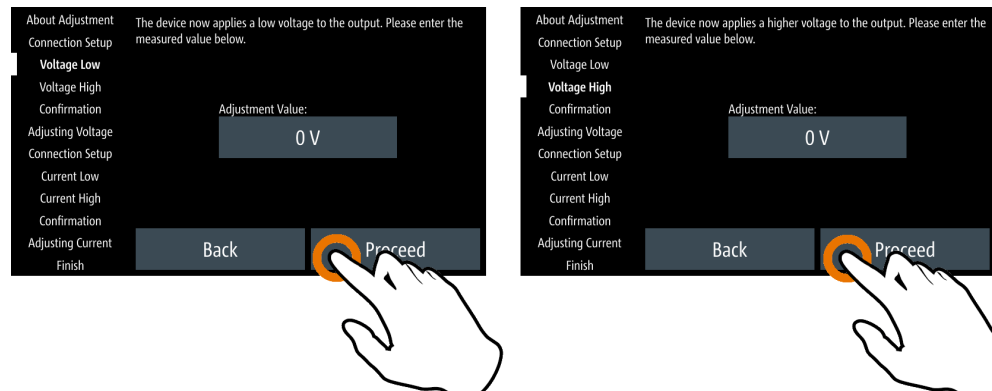 About Adjustment
Connection Setup
Voltage Low
Voltage High
Confirmation
Adjusting Voltage
Connection Setup
Current Low
Current High
Confirmation
Adjusting Current
Finish
The device now applies a low voltage to the output. Please enter the
measured value below.
Adjustment Value:
0 V
Back
Proceed
About Adjustment
Connection Setup
Voltage Low
Voltage High
Confirmation
Adjusting Voltage
Connection Setup
Current Low
Current High
Confirmation
Adjusting Current
Finish
The device now applies a higher voltage to the output. Please enter the
measured value below.
Adjustment Value:
0 V
Back
Proceed